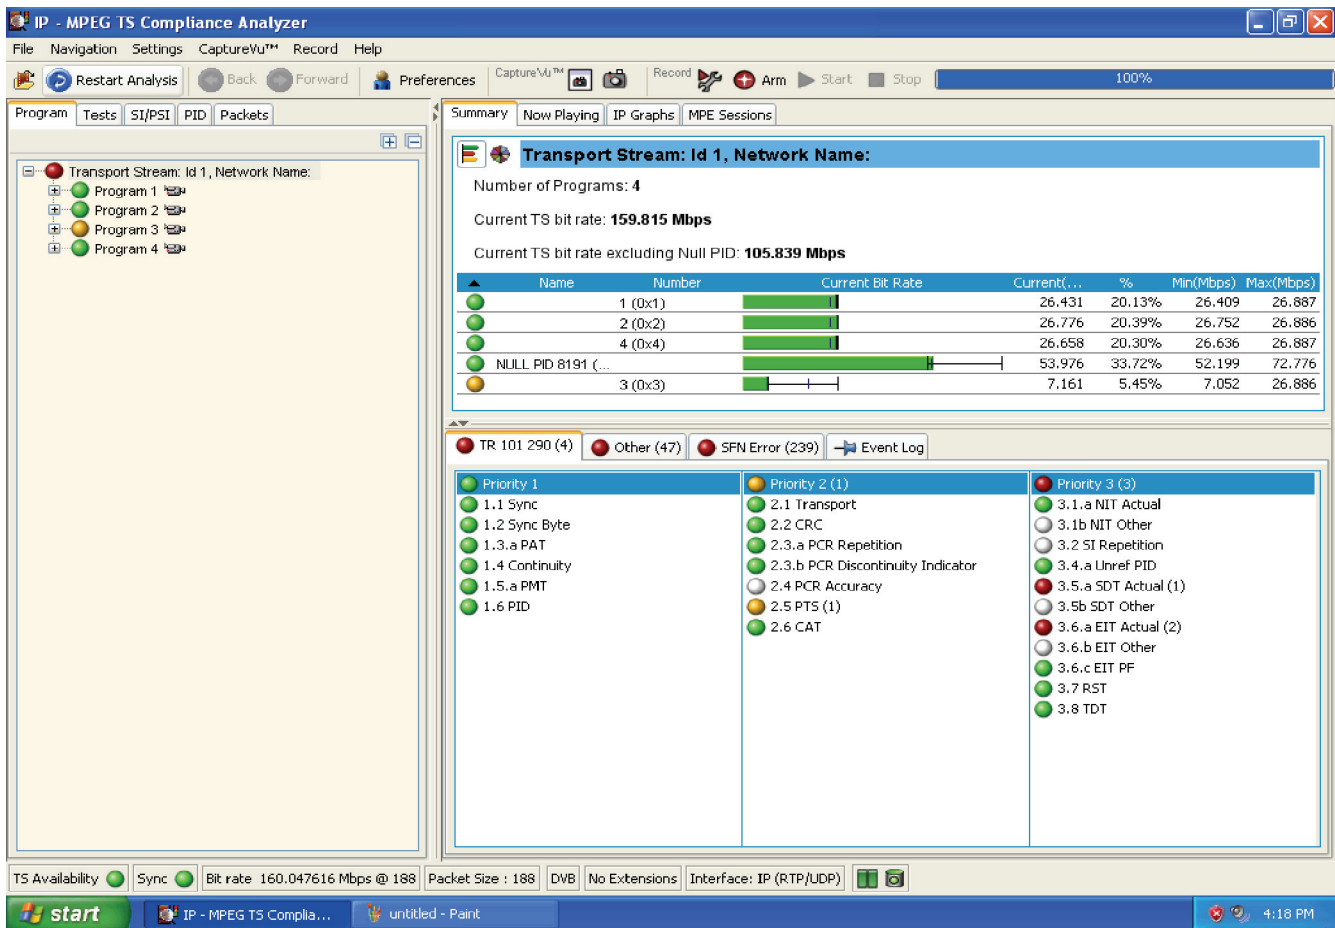 IP - MPEG TS Compliance Analyzer
File Navigation Settings CaptureVu™ Record Help
Restart Analysis Back Forward Preferences CaptureVu™ Record Arm Start Stop 100%
Program Tests SI/PSI PID Packets
Transport Stream: Id 1, Network Name:
Program 1
Program 2
Program 3
Program 4
Summary Now Playing IP Graphs MPE Sessions
Transport Stream: Id 1, Network Name:
Number of Programs: 4
Current TS bit rate: 159.815 Mbps
Current TS bit rate excluding Null PID: 105.839 Mbps
Name Number Current Bit Rate Current(... % Min(Mbps) Max(Mbps)
1 (0x1) 26.431 20.13% 26.409 26.887
2 (0x2) 26.776 20.39% 26.752 26.886
4 (0x4) 26.658 20.30% 26.636 26.887
NULL PID 8191 (... 53.976 33.72% 52.199 72.776
3 (0x3) 7.161 5.45% 7.052 26.886
TR 101 290 (4) Other (47) SFN Error (239) Event Log
Priority 1
1.1 Sync
1.2 Sync Byte
1.3.a PAT
1.4 Continuity
1.5.a PMT
1.6 PID
Priority 2 (1)
2.1 Transport
2.2 CRC
2.3.a PCR Repetition
2.3.b PCR Discontinuity Indicator
2.4 PCR Accuracy
2.5 PTS (1)
2.6 CAT
Priority 3 (3)
3.1.a NIT Actual
3.1b NIT Other
3.2 SI Repetition
3.4.a Unref PID
3.5.a SDT Actual (1)
3.5b SDT Other
3.6.a EIT Actual (2)
3.6.b EIT Other
3.6.c EIT PF
3.7 RST
3.8 TDT
TS Availability Sync Bit rate 160.047616 Mbps @ 188 Packet Size : 188 DVB No Extensions Interface: IP (RTP/UDP)
start IP - MPEG TS Complia... untitled - Paint 4:18 PM